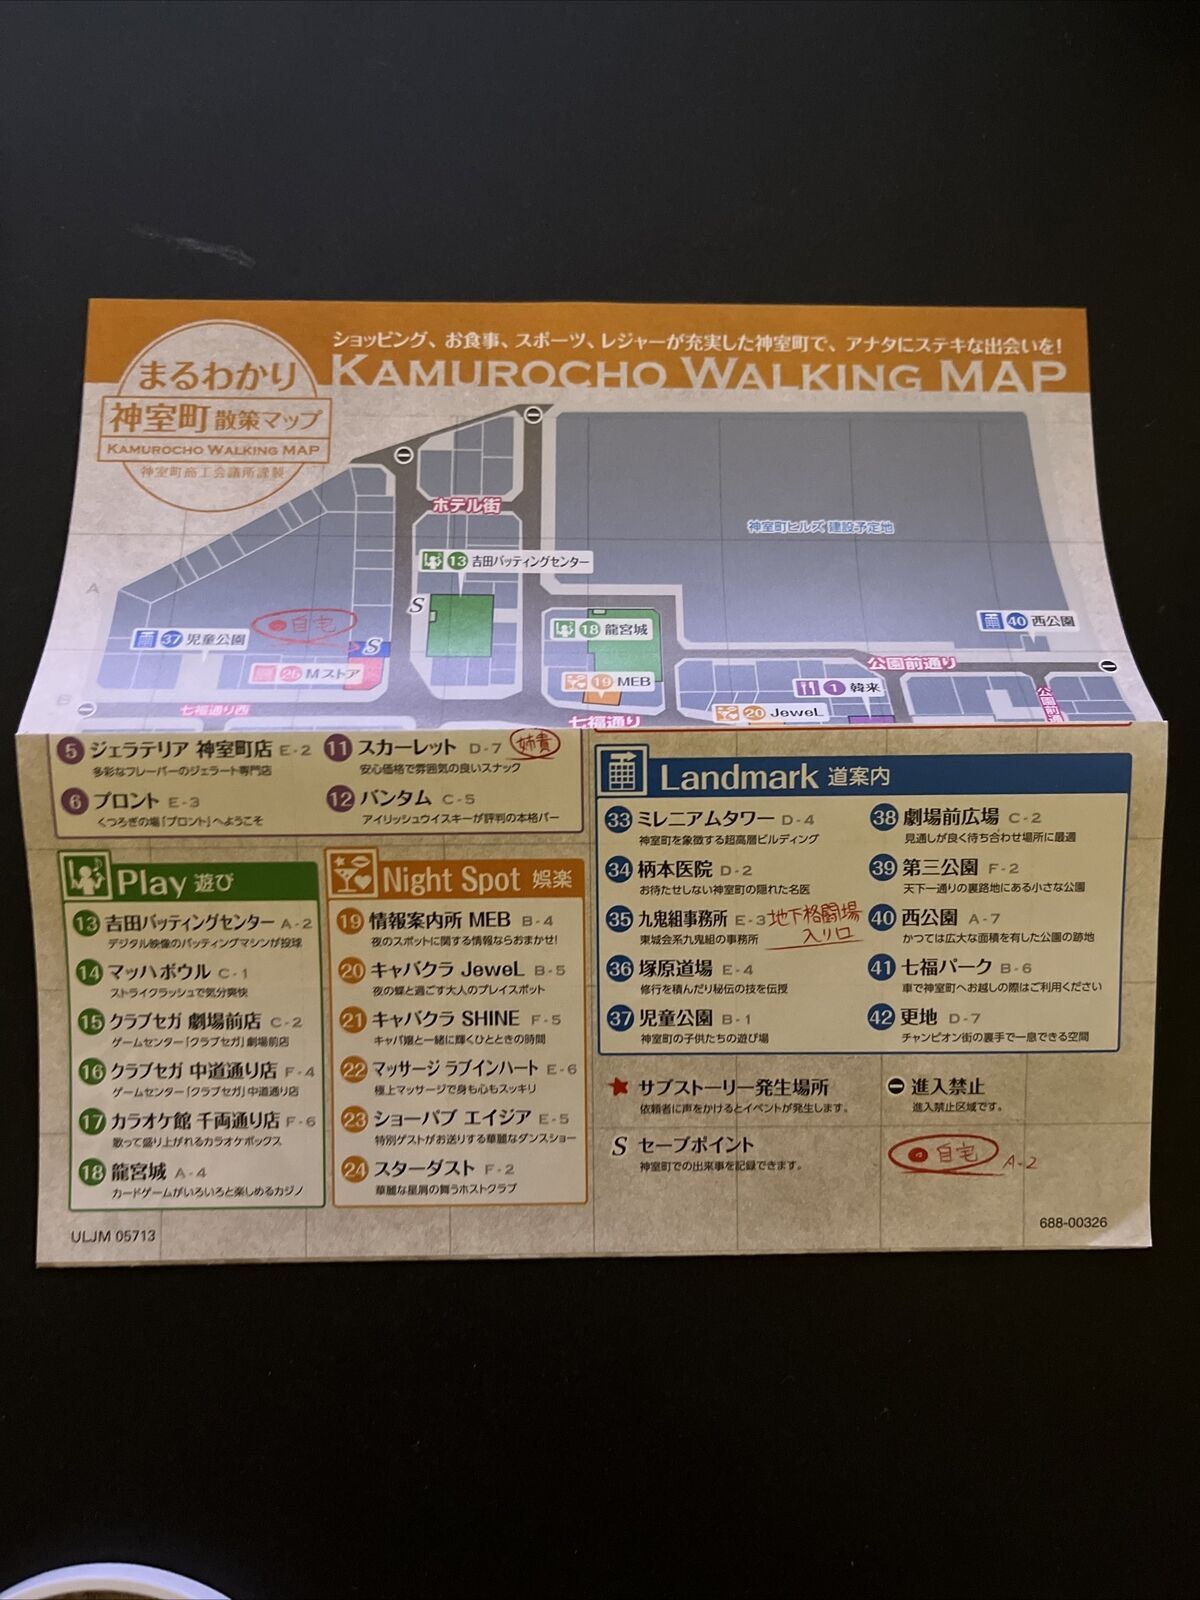 ショッピング、お食事、スポーツ、レジャーが充実した神室町で、アナタにステキな出会いを!
KAMUROCHO WALKING MAP
まるわかり
神室町 散策マップ
KAMUROCHO WALKING MAP
神室町商工会議所謹製
ホテル街
神室町ヒルズ 建設予定地
13 吉田バッティングセンター
A
S
自宅
18 龍宮城
40 西公園
37 児童公園
S
25 Mストア
公園前通り
19 MEB
1 韓来
B
七福通り西
七福通り
20 JeweL
公園前通
5 ジェラテリア 神室町店 E-2
多彩なフレーバーのジェラート専門店
6 プロント E-3
くつろぎの場「プロント」へようこそ
11 スカーレット D-7 姉貴
安心価格で雰囲気の良いスナック
12 バンタム C-5
アイリッシュウイスキーが評判の本格バー
Play 遊び
13 吉田バッティングセンター A-2
デジタル映像のバッティングマシンが投球
14 マッハボウル C-1
ストライクラッシュで気分爽快
15 クラブセガ 劇場前店 C-2
ゲームセンター「クラブセガ」劇場前店
16 クラブセガ 中道通り店 F-4
ゲームセンター「クラブセガ」中道通り店
17 カラオケ館 千両通り店 F-6
歌って盛り上がれるカラオケボックス
18 龍宮城 A-4
カードゲームがいろいろと楽しめるカジノ
Night Spot 娯楽
19 情報案内所 MEB B-4
夜のスポットに関する情報ならおまかせ!
20 キャバクラ JeweL B-5
夜の蝶と過ごす大人のプレイスポット
21 キャバクラ SHINE F-5
キャバ嬢と一緒に輝くひとときの時間
22 マッサージ ラブインハート E-6
極上マッサージで身も心もスッキリ
23 ショーパブ エイジア E-5
特別ゲストがお送りする華麗なダンスショー
24 スターダスト F-2
華麗な星屑の舞うホストクラブ
Landmark 道案内
33 ミレニアムタワー D-4
神室町を象徴する超高層ビルディング
34 柄本医院 D-2
お待たせしない神室町の隠れた名医
35 九鬼組事務所 E-3 地下格闘場
東城会系九鬼組の事務所 入り口
36 塚原道場 E-4
修行を積んだり秘伝の技を伝授
37 児童公園 B-1
神室町の子供たちの遊び場
38 劇場前広場 C-2
見通しが良く待ち合わせ場所に最適
39 第三公園 F-2
天下一通りの裏路地にある小さな公園
40 西公園 A-7
かつては広大な面積を有した公園の跡地
41 七福パーク B-6
車で神室町へお越しの際はご利用ください
42 更地 D-7
チャンピオン街の裏手で一息できる空間
★ サブストーリー発生場所
依頼者に声をかけるとイベントが発生します。
進入禁止
進入禁止区域です。
S セーブポイント
神室町での出来事を記録できます。
自宅 A-2
ULJM 05713
688-00326